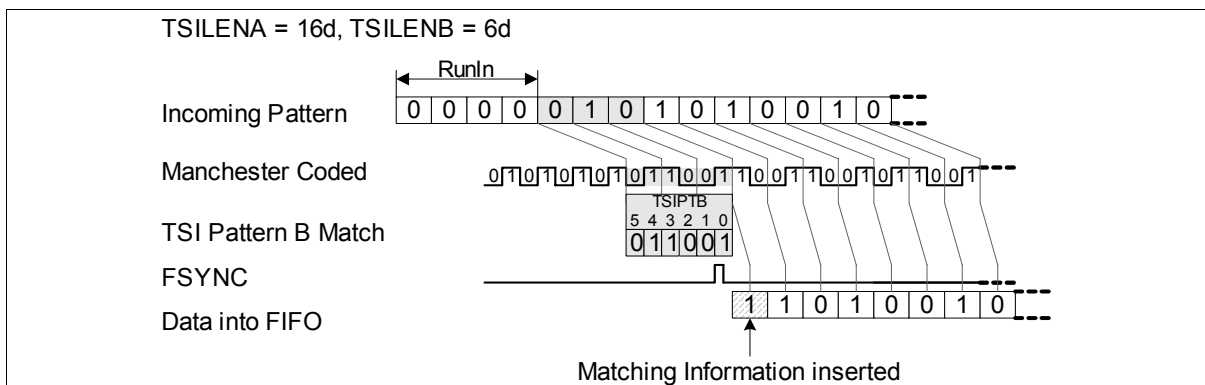 TSILENA = 16d, TSILENB = 6d
RunIn
Incoming Pattern 0 0 0 0 0 1 0 1 0 1 0 0 1 0
Manchester Coded 0 1 0 1 0 1 0 1 0 1 1 0 0 1 1 0 0 1 1 0 0 1 0 1 1 0 0 1
TSIPTB
5 4 3 2 1 0
TSI Pattern B Match 0 1 1 0 0 1
FSYNC
Data into FIFO 1 1 0 1 0 0 1 0
Matching Information inserted